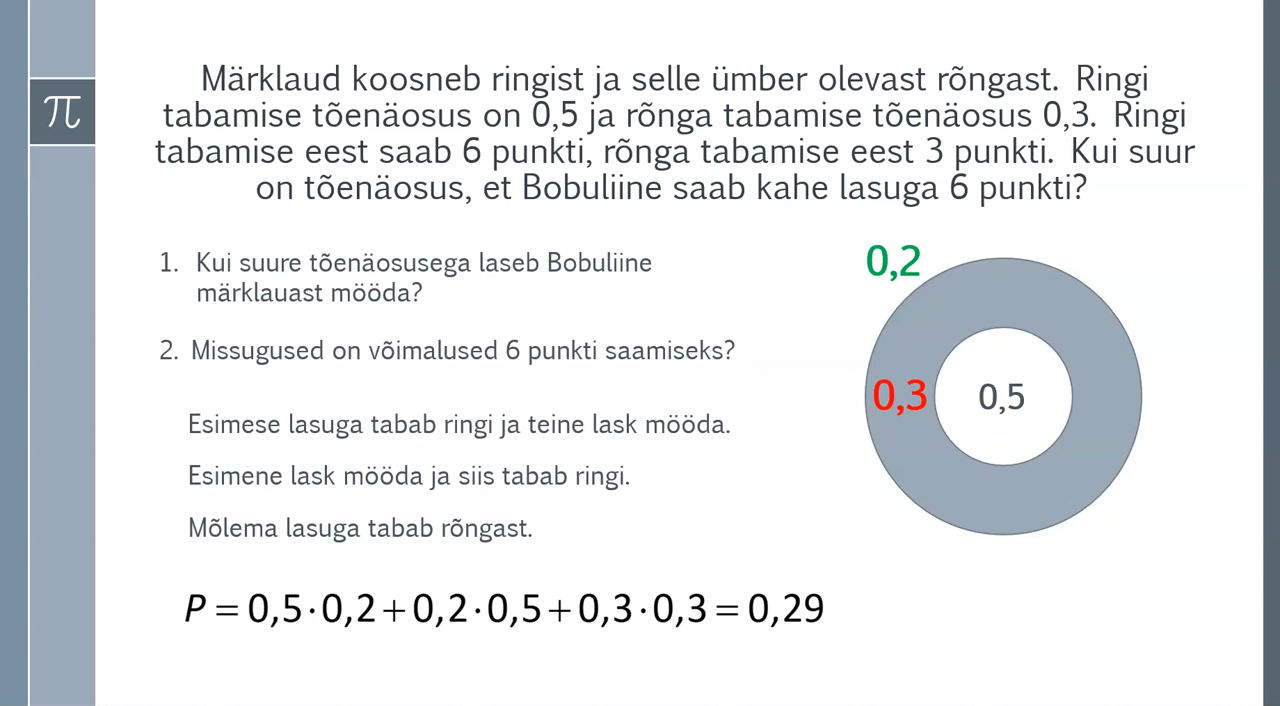 π
Märklaud koosneb ringist ja selle ümber olevast rõngast. Ringi
tabamise tõenäosus on 0,5 ja rõnga tabamise tõenäosus 0,3. Ringi
tabamise eest saab 6 punkti, rõnga tabamise eest 3 punkti. Kui suur
on tõenäosus, et Bobuliine saab kahe lasuga 6 punkti?
1. Kui suure tõenäosusega laseb Bobuliine
märklauast mööda?
2. Missugused on võimalused 6 punkti saamiseks?
Esimese lasuga tabab ringi ja teine lask mööda.
Esimene lask mööda ja siis tabab ringi.
Mõlema lasuga tabab rõngast.
P = 0,5·0,2+0,2·0,5+0,3·0,3 = 0,29
0,2
0,3
0,5